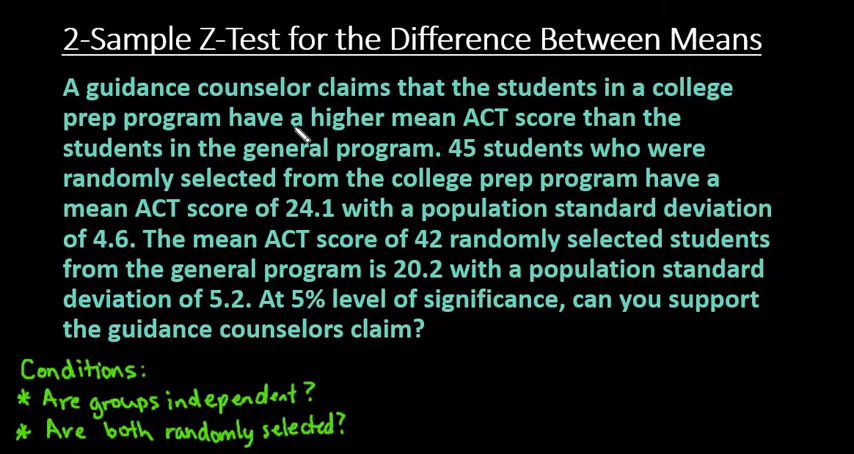 2-Sample Z-Test for the Difference Between Means
A guidance counselor claims that the students in a college
prep program have a higher mean ACT score than the
students in the general program. 45 students who were
randomly selected from the college prep program have a
mean ACT score of 24.1 with a population standard deviation
of 4.6. The mean ACT score of 42 randomly selected students
from the general program is 20.2 with a population standard
deviation of 5.2. At 5% level of significance, can you support
the guidance counselors claim?
Conditions:
* Are groups independent?
* Are both randomly selected?